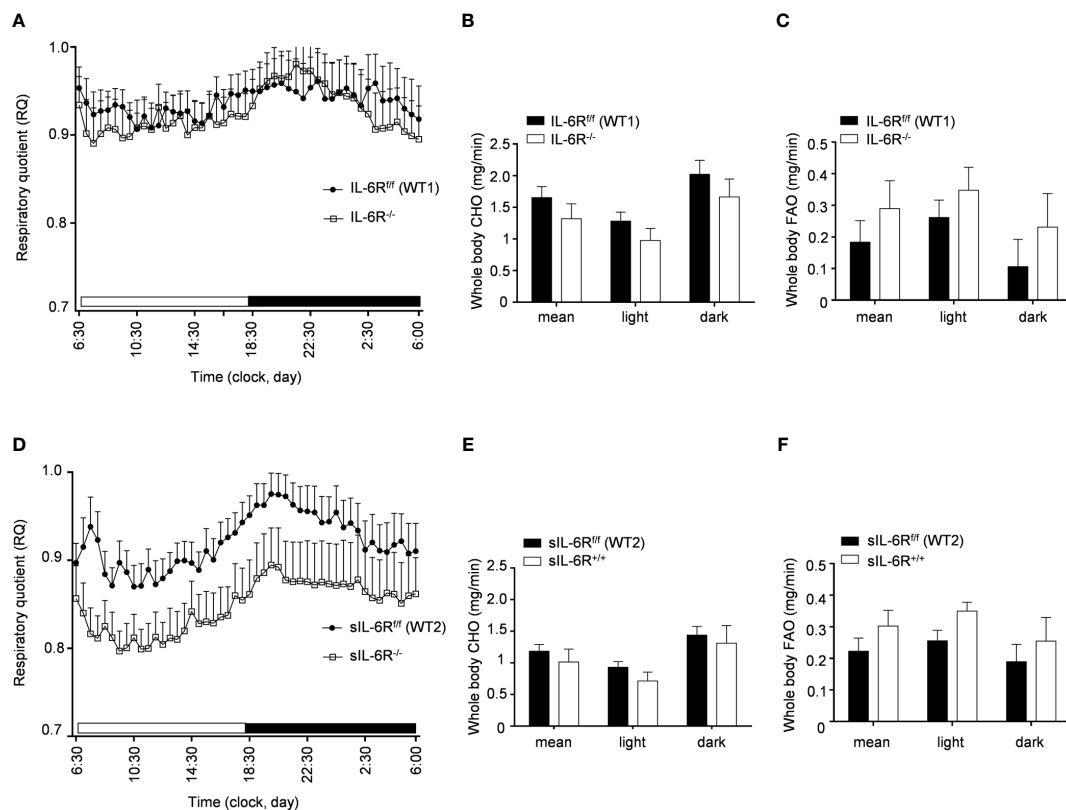 A
Respiratory quotient (RQ)
1.0
0.9
0.8
0.7
IL-6Rf/f (WT1)
IL-6R-/-
6:30
10:30
14:30
18:30
22:30
2:30
6:00
Time (clock, day)
B
Whole body CHO (mg/min)
IL-6Rf/f (WT1)
IL-6R-/-
2.5
2.0
1.5
1
0.5
0
mean light dark
C
Whole body FAO (mg/min)
IL-6Rf/f (WT1)
IL-6R-/-
0.5
0.4
0.3
0.2
0.1
0
mean light dark
D
Respiratory quotient (RQ)
1.0
0.9
0.8
0.7
sIL-6Rf/f (WT2)
sIL-6R-/-
6:30
10:30
14:30
18:30
22:30
2:30
6:00
Time (clock, day)
E
Whole body CHO (mg/min)
sIL-6Rf/f (WT2)
sIL-6R+/+
2.5
2.0
1.5
1
0.5
0
mean light dark
F
Whole body FAO (mg/min)
sIL-6Rf/f (WT2)
sIL-6R+/+
0.5
0.4
0.3
0.2
0.1
0
mean light dark